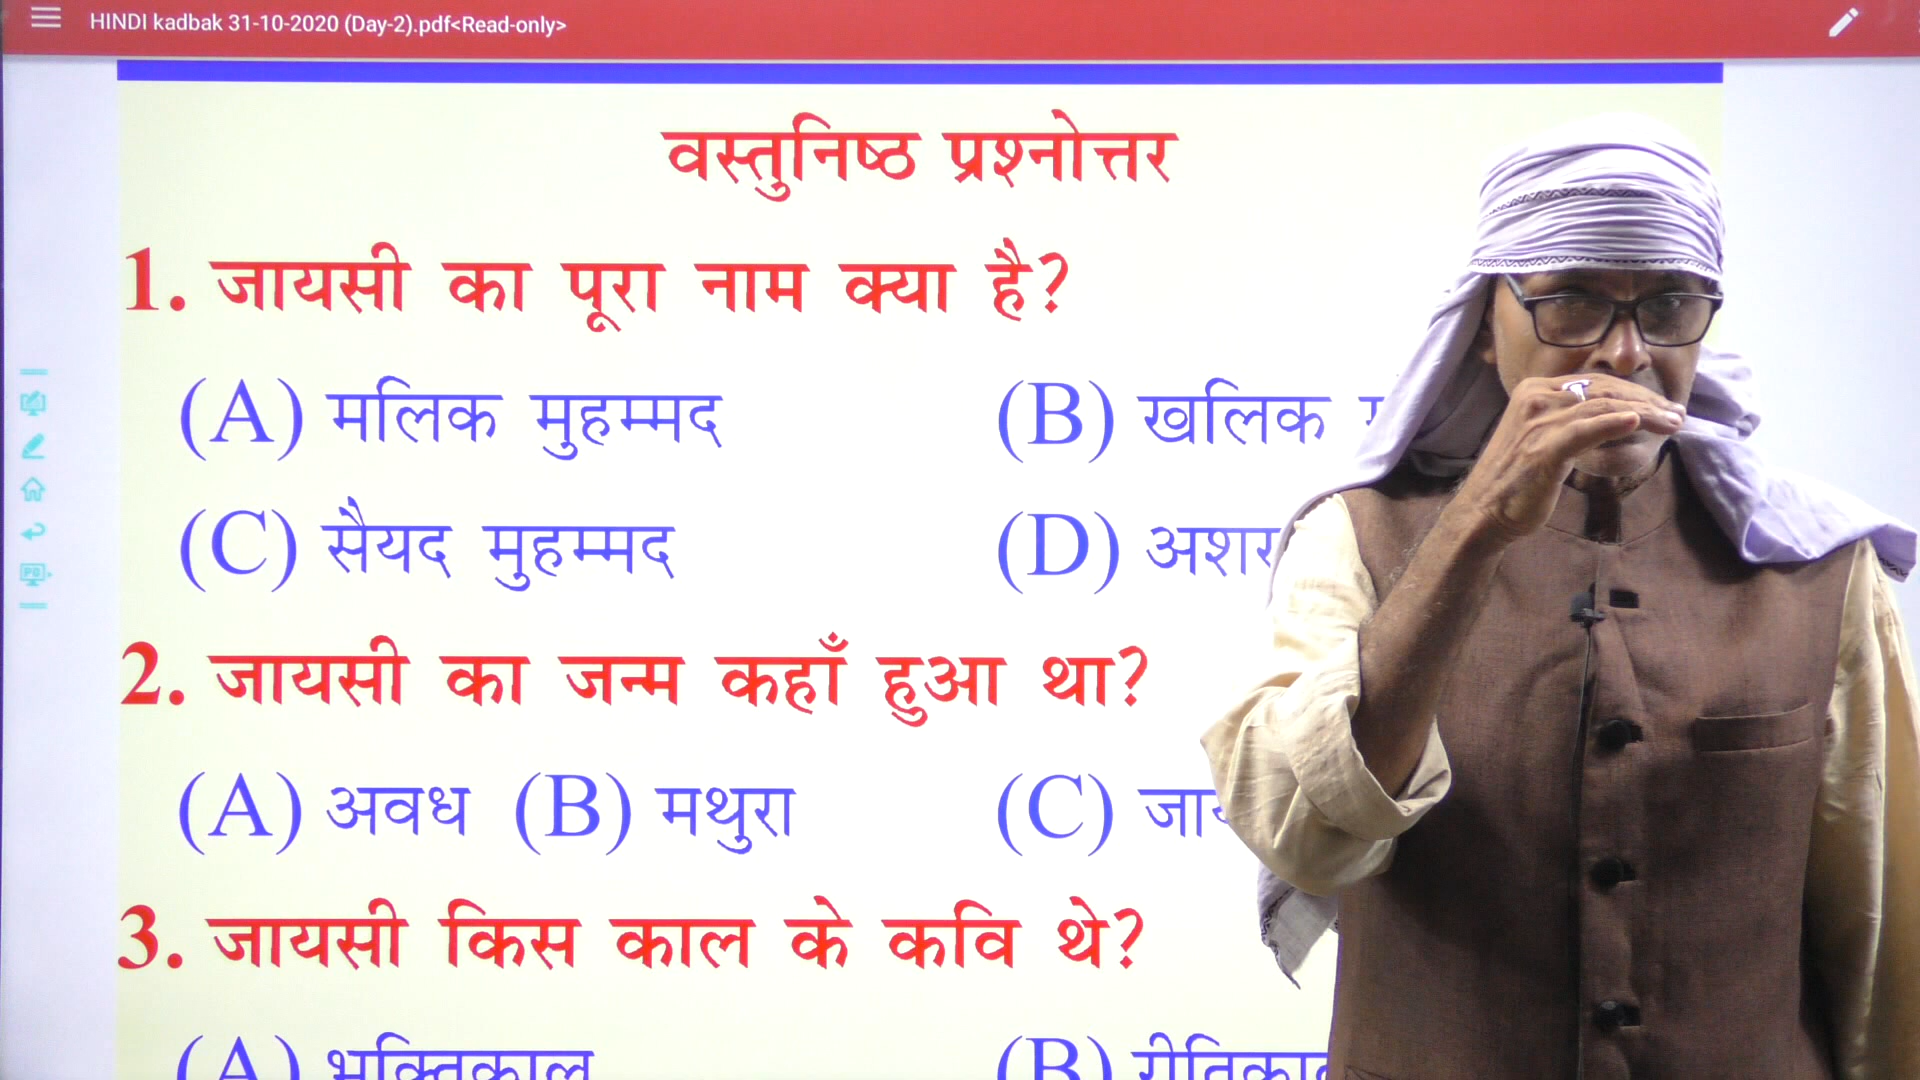 HINDI kadbak 31-10-2020 (Day-2).pdf<Read-only>
वस्तुनिष्ठ प्रश्नोत्तर
1. जायसी का पूरा नाम क्या है?
(A) मलिक मुहम्मद (B) खलिक
(C) सैयद मुहम्मद (D)
2. जायसी का जन्म कहाँ हुआ था?
(A) अवध (B) मथुरा (C)
3. जायसी किस काल के कवि थे?
(A) भक्तिकाल (B)